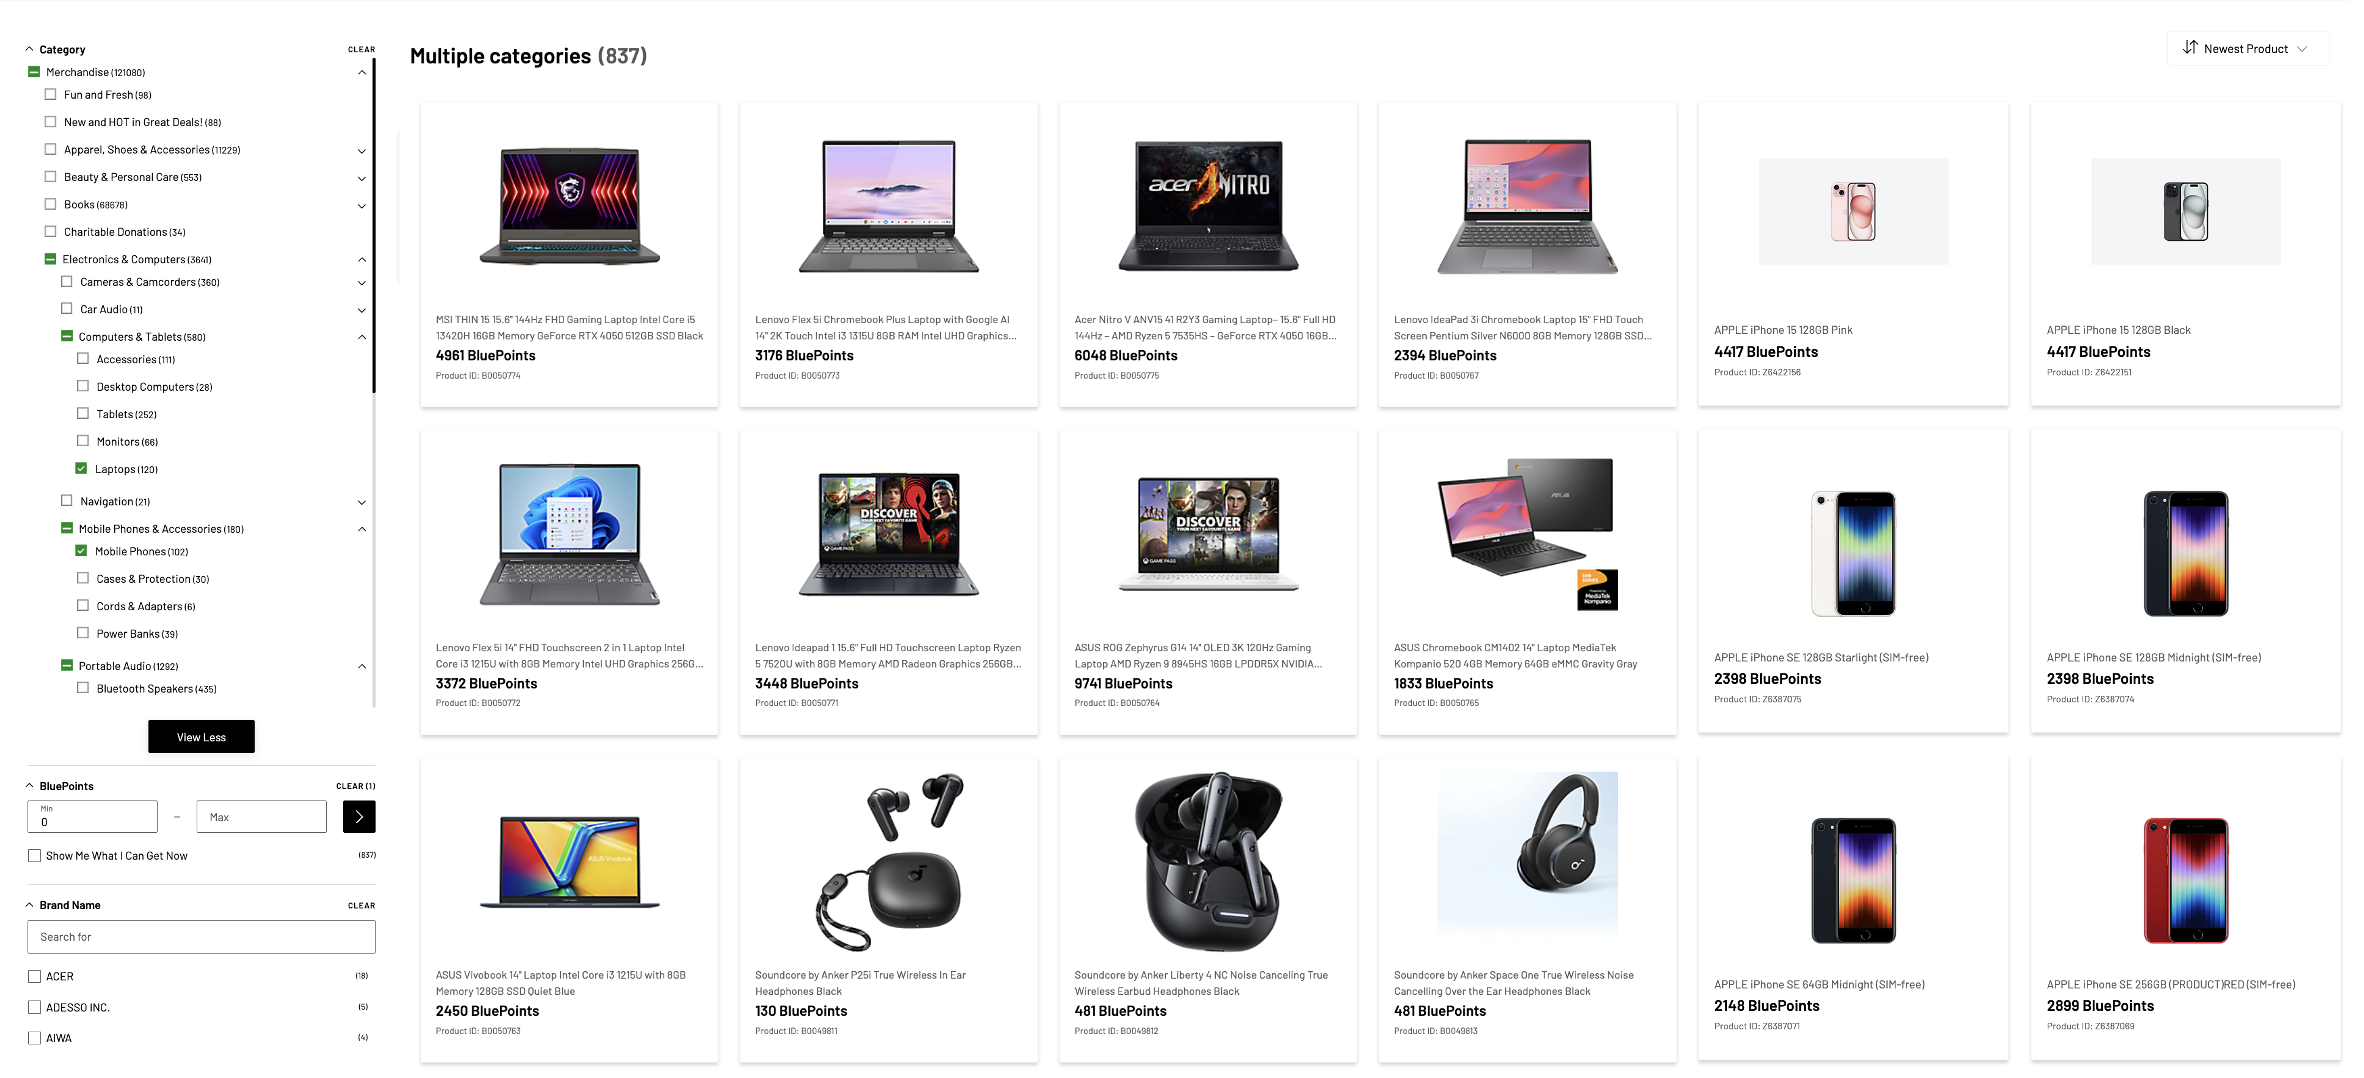 Category
CLEAR
Merchandise (121080)
Fun and Fresh (98)
New and HOT in Great Deals! (88)
Apparel, Shoes & Accessories (11229)
Beauty & Personal Care (553)
Books (68678)
Charitable Donations (34)
Electronics & Computers (3641)
Cameras & Camcorders (360)
Car Audio (11)
Computers & Tablets (580)
Accessories (111)
Desktop Computers (28)
Tablets (252)
Monitors (66)
Laptops (120)
Navigation (21)
Mobile Phones & Accessories (180)
Mobile Phones (102)
Cases & Protection (30)
Cords & Adapters (6)
Power Banks (39)
Portable Audio (1292)
Bluetooth Speakers (435)
View Less
BluePoints
CLEAR (1)
Min
0
–
Max
Show Me What I Can Get Now
(837)
Brand Name
CLEAR
Search for
ACER
(18)
ADESSO INC.
(5)
AIWA
(4)
Multiple categories (837)
Newest Product
MSI THIN 15 15.6" 144Hz FHD Gaming Laptop Intel Core i5
13420H 16GB Memory GeForce RTX 4050 512GB SSD Black
4961 BluePoints
Product ID: B0050774
Lenovo Flex 5i Chromebook Plus Laptop with Google AI
14" 2K Touch Intel i3 1315U 8GB RAM Intel UHD Graphics...
3176 BluePoints
Product ID: B0050773
acer NITRO
Acer Nitro V ANV15 41 R2Y3 Gaming Laptop– 15.6" Full HD
144Hz – AMD Ryzen 5 7535HS – GeForce RTX 4050 16GB...
6048 BluePoints
Product ID: B0050775
Lenovo IdeaPad 3i Chromebook Laptop 15" FHD Touch
Screen Pentium Silver N6000 8GB Memory 128GB SSD...
2394 BluePoints
Product ID: B0050767
APPLE iPhone 15 128GB Pink
4417 BluePoints
Product ID: Z6422156
APPLE iPhone 15 128GB Black
4417 BluePoints
Product ID: Z6422151
Lenovo Flex 5i 14" FHD Touchscreen 2 in 1 Laptop Intel
Core i3 1215U with 8GB Memory Intel UHD Graphics 256G...
3372 BluePoints
Product ID: B0050772
DISCOVER
YOUR NEXT FAVOURITE GAME
GAME PASS
Lenovo Ideapad 1 15.6" Full HD Touchscreen Laptop Ryzen
5 7520U with 8GB Memory AMD Radeon Graphics 256GB...
3448 BluePoints
Product ID: B0050771
DISCOVER
YOUR NEXT FAVOURITE GAME
GAME PASS
ASUS ROG Zephyrus G14 14" OLED 3K 120Hz Gaming
Laptop AMD Ryzen 9 8945HS 16GB LPDDR5X NVIDIA...
9741 BluePoints
Product ID: B0050764
ASUS
MediaTek
Kompanio
ASUS Chromebook CM1402 14" Laptop MediaTek
Kompanio 520 4GB Memory 64GB eMMC Gravity Gray
1833 BluePoints
Product ID: B0050765
APPLE iPhone SE 128GB Starlight (SIM-free)
2398 BluePoints
Product ID: Z6387075
APPLE iPhone SE 128GB Midnight (SIM-free)
2398 BluePoints
Product ID: Z6387074
ASUS Vivobook
ASUS Vivobook 14" Laptop Intel Core i3 1215U with 8GB
Memory 128GB SSD Quiet Blue
2450 BluePoints
Product ID: B0050763
Soundcore by Anker P25i True Wireless In Ear
Headphones Black
130 BluePoints
Product ID: B0049811
Soundcore by Anker Liberty 4 NC Noise Canceling True
Wireless Earbud Headphones Black
481 BluePoints
Product ID: B0049812
Soundcore by Anker Space One True Wireless Noise
Cancelling Over the Ear Headphones Black
481 BluePoints
Product ID: B0049813
APPLE iPhone SE 64GB Midnight (SIM-free)
2148 BluePoints
Product ID: Z6387071
APPLE iPhone SE 256GB (PRODUCT)RED (SIM-free)
2899 BluePoints
Product ID: Z6387069